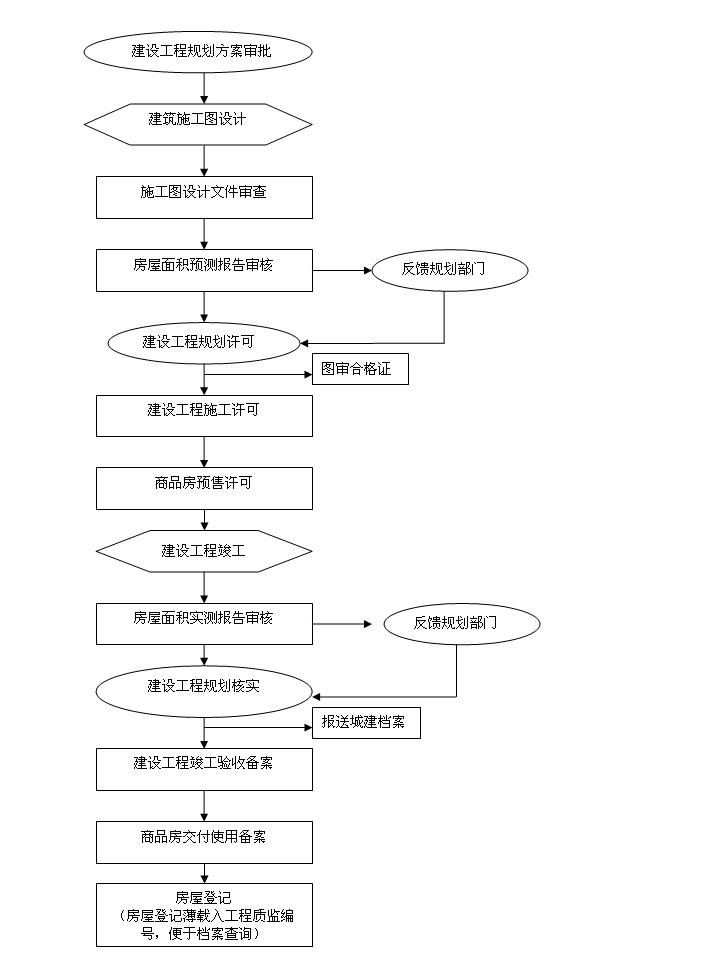 建设工程规划方案审批
建筑施工图设计
施工图设计文件审查
房屋面积预测报告审核
反馈规划部门
建设工程规划许可
图审合格证
建设工程施工许可
商品房预售许可
建设工程竣工
房屋面积实测报告审核
反馈规划部门
建设工程规划核实
报送城建档案
建设工程竣工验收备案
商品房交付使用备案
房屋登记
（房屋登记薄载入工程质监编
号，便于档案查询）